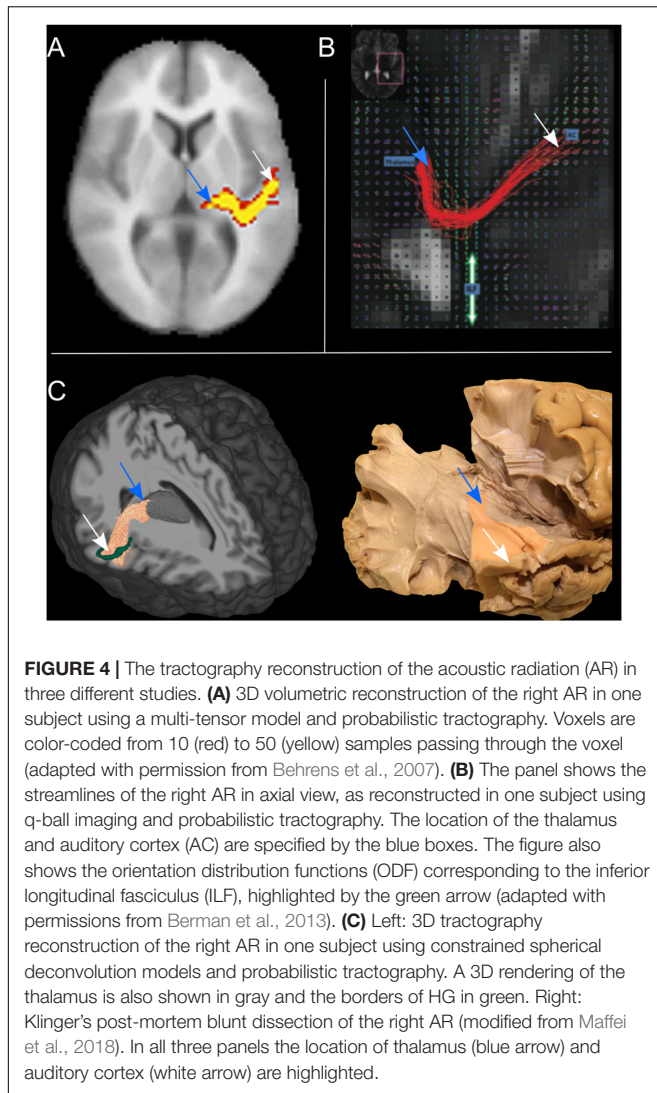 A
B
Thalamus
AC
ILF
C
FIGURE 4 | The tractography reconstruction of the acoustic radiation (AR) in
three different studies. (A) 3D volumetric reconstruction of the right AR in one
subject using a multi-tensor model and probabilistic tractography. Voxels are
color-coded from 10 (red) to 50 (yellow) samples passing through the voxel
(adapted with permission from Behrens et al., 2007). (B) The panel shows the
streamlines of the right AR in axial view, as reconstructed in one subject using
q-ball imaging and probabilistic tractography. The location of the thalamus
and auditory cortex (AC) are specified by the blue boxes. The figure also
shows the orientation distribution functions (ODF) corresponding to the inferior
longitudinal fasciculus (ILF), highlighted by the green arrow (adapted with
permissions from Berman et al., 2013). (C) Left: 3D tractography
reconstruction of the right AR in one subject using constrained spherical
deconvolution models and probabilistic tractography. A 3D rendering of the
thalamus is also shown in gray and the borders of HG in green. Right:
Klinger's post-mortem blunt dissection of the right AR (modified from Maffei
et al., 2018). In all three panels the location of thalamus (blue arrow) and
auditory cortex (white arrow) are highlighted.